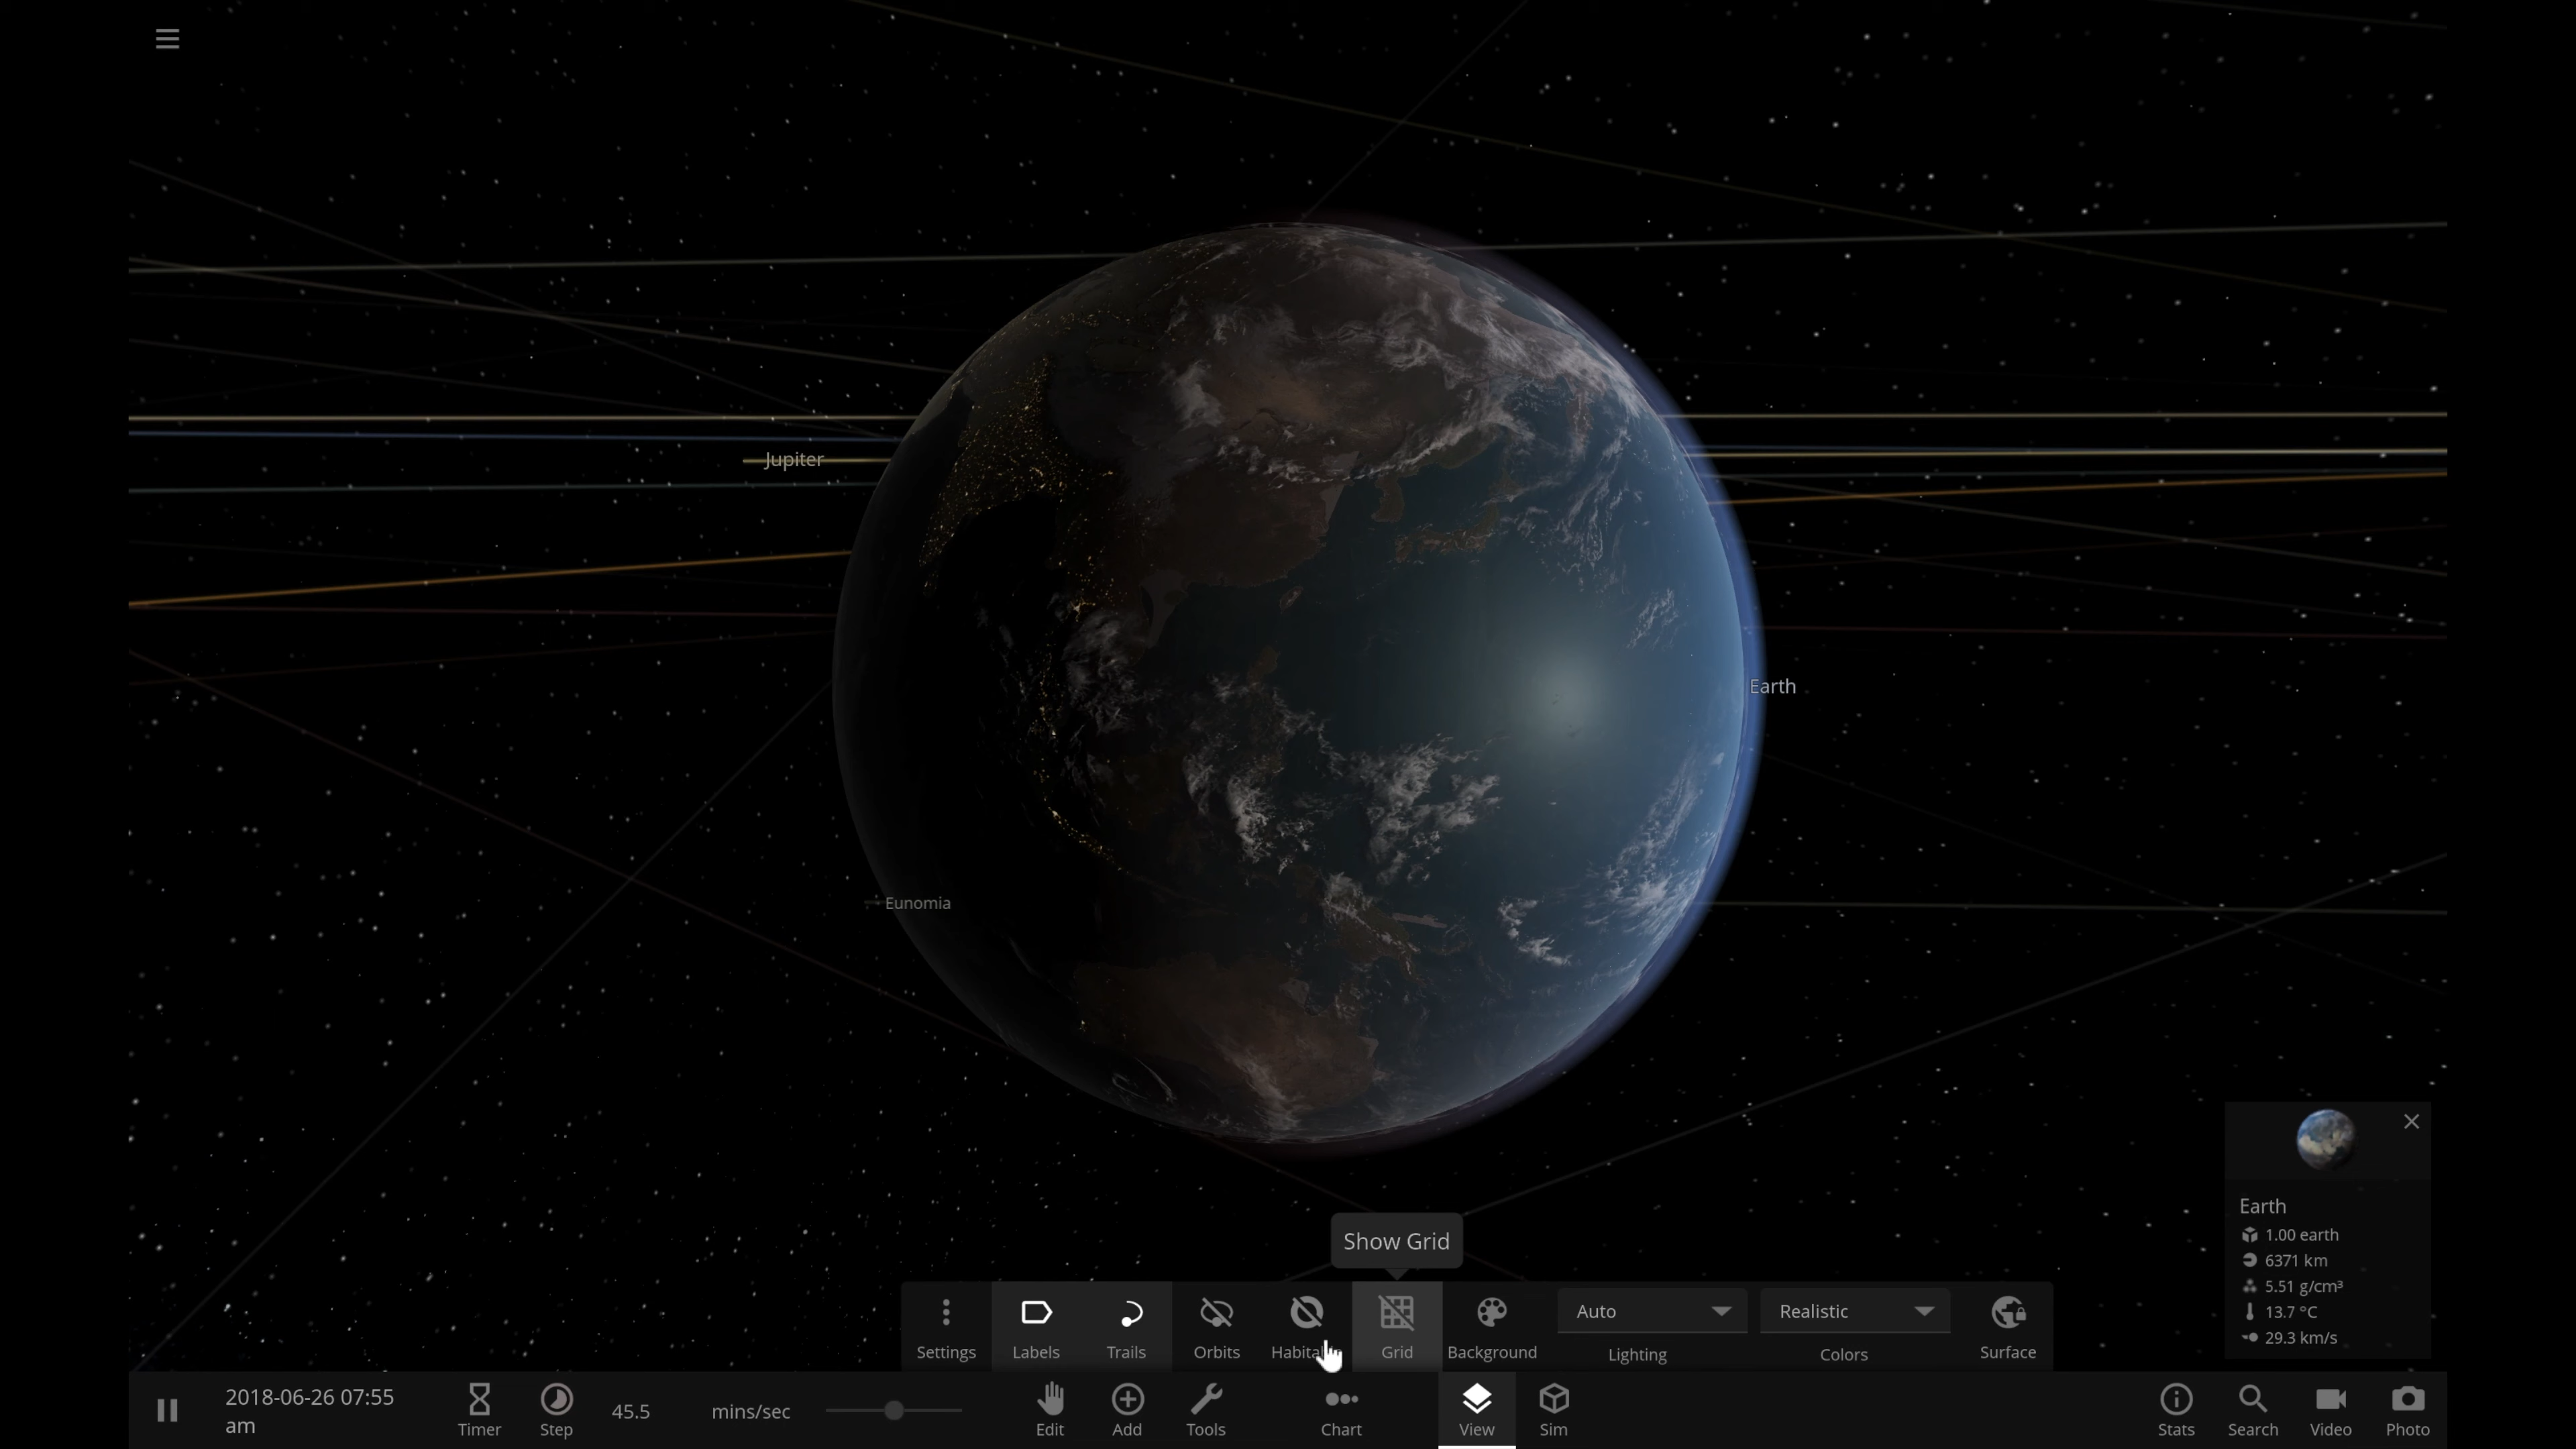 Jupiter
Earth
Eunomia
Show Grid
Earth
1.00 earth
6371 km
5.51 g/cm³
13.7 °C
29.3 km/s
Settings
Labels
Trails
Orbits
Grid
Background
Auto
Lighting
Realistic
Colors
Surface
2018-06-26 07:55
am
Timer
Step
45.5
mins/sec
Edit
Add
Tools
Chart
View
Sim
Stats
Search
Video
Photo